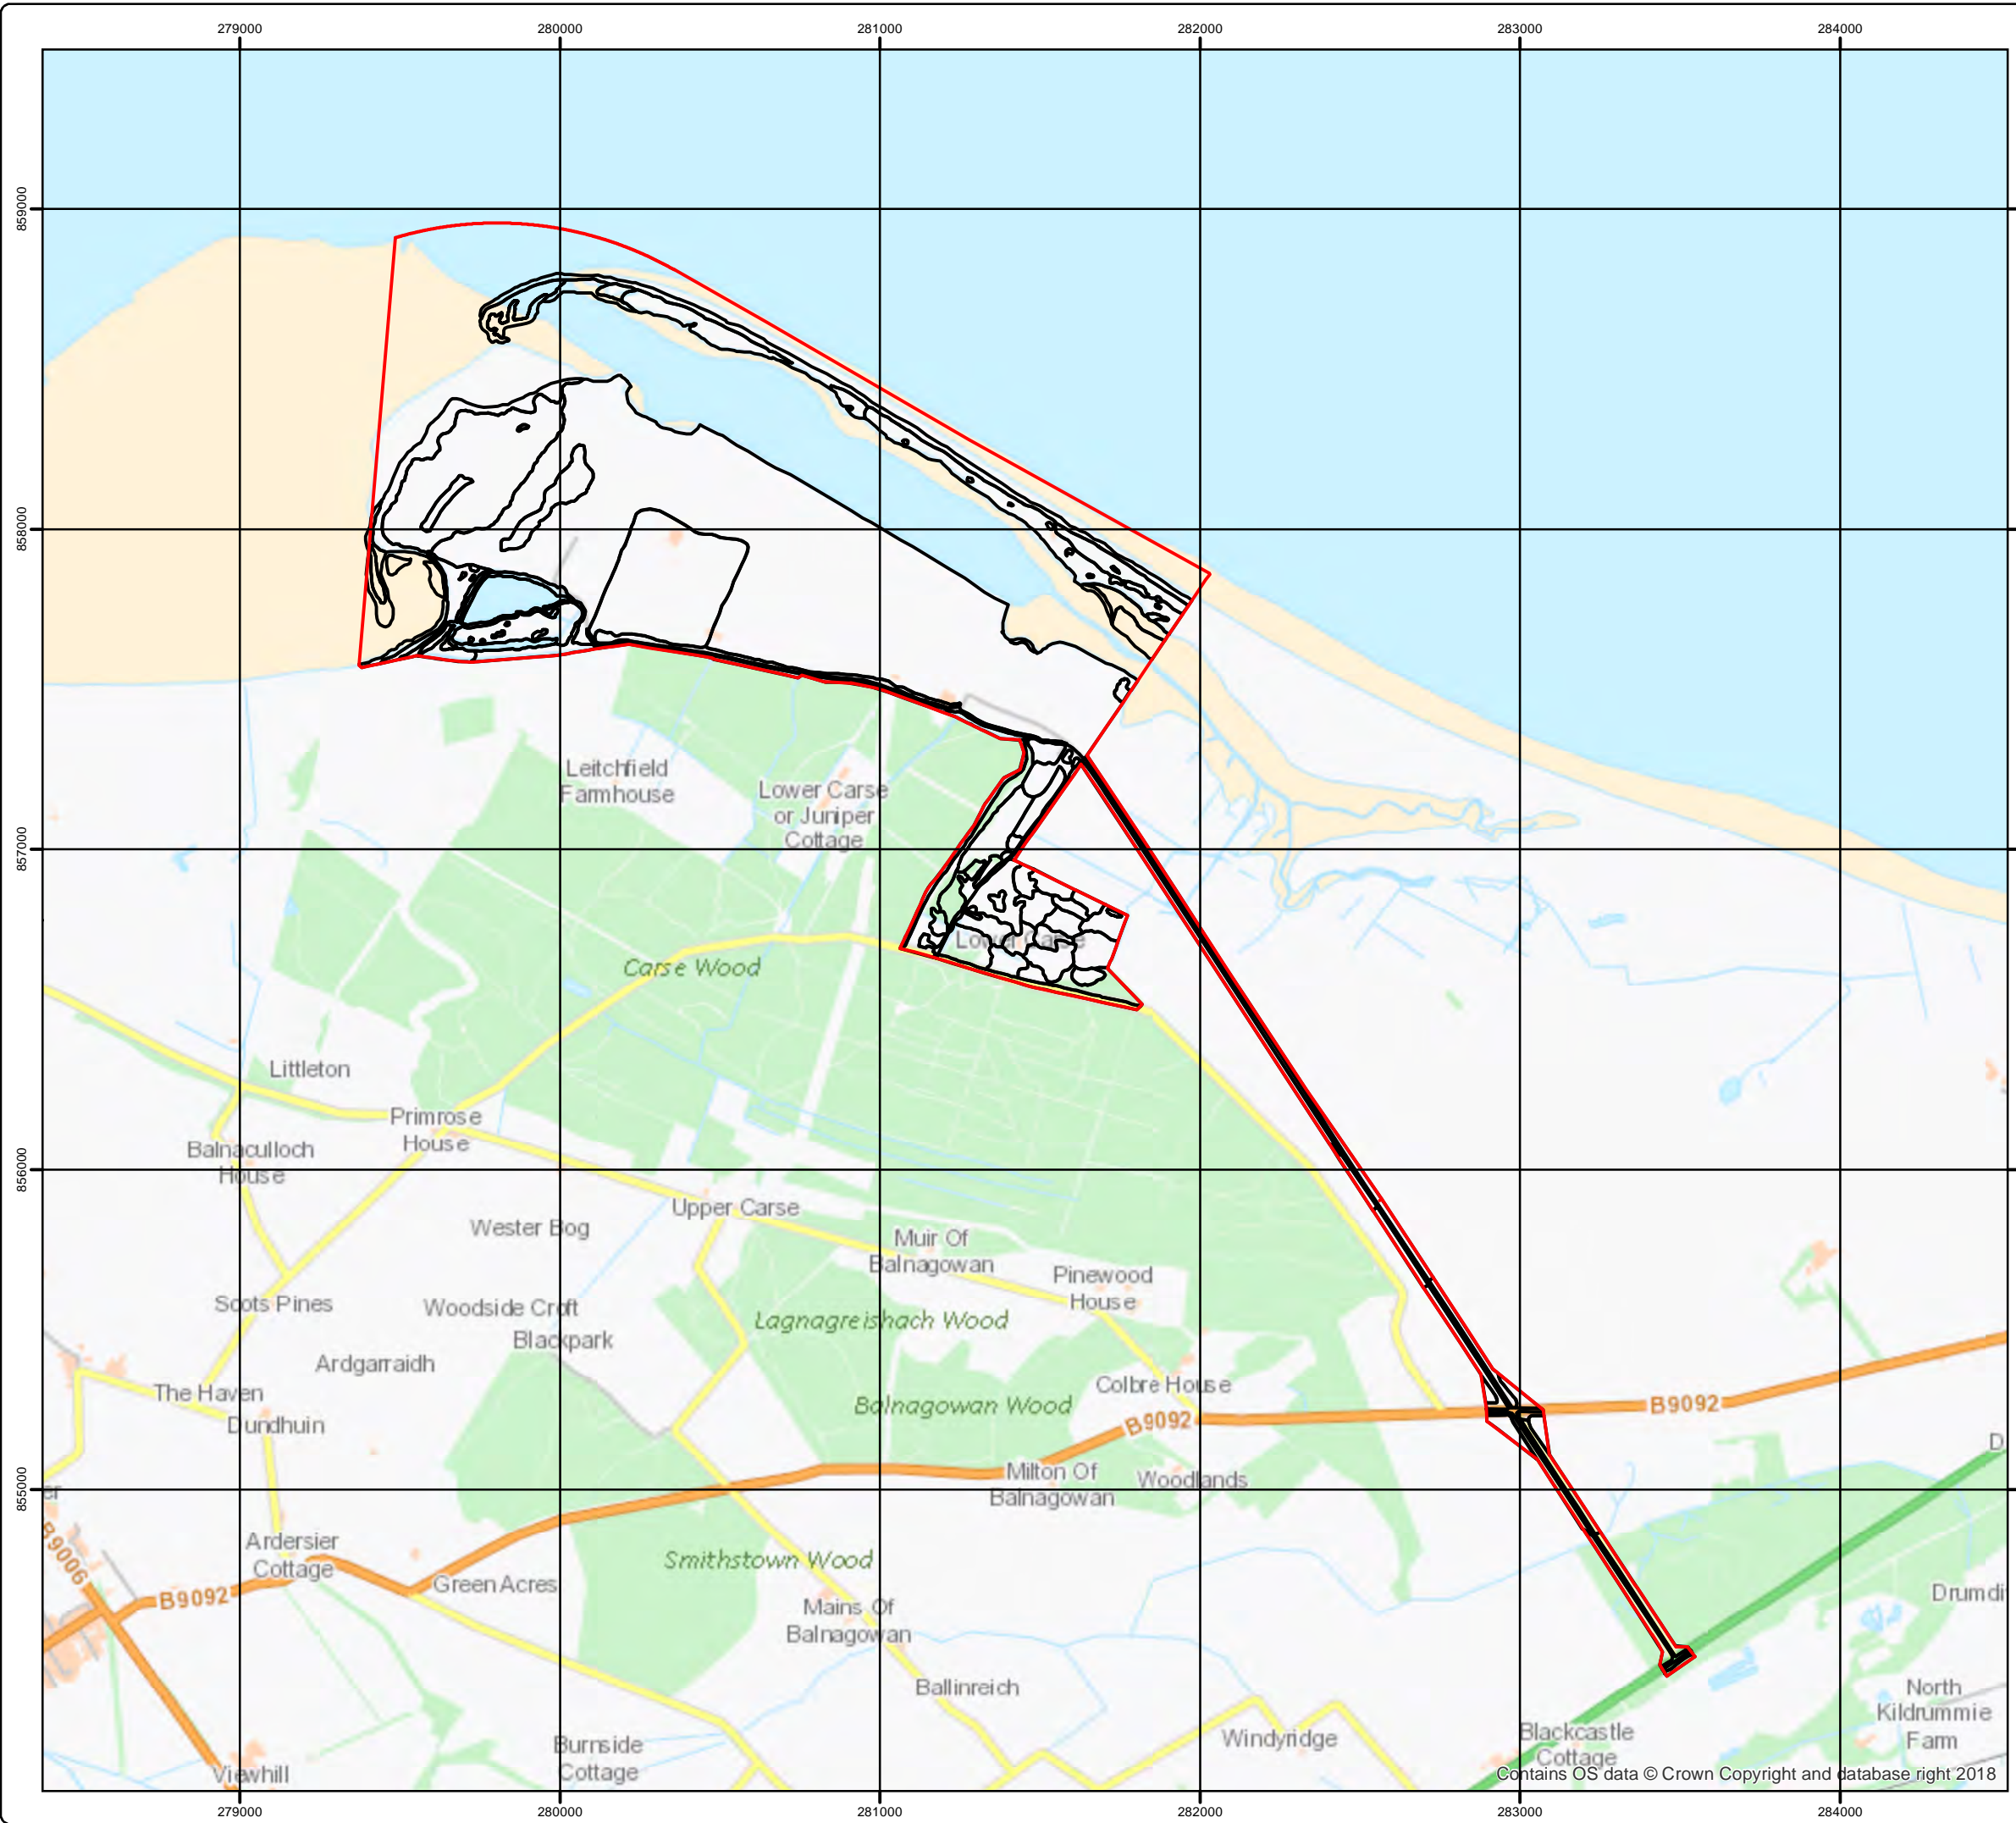 279000 280000 281000 282000 283000 284000
859000
858000
857000
856000
855000
Leitchfield
Farmhouse
Lower Carse
or Juniper
Cottage
Lower Carse
Carse Wood
Littleton
Primrose
House
Balnaculloch
House
Wester Bog
Upper Carse
Muir Of
Balnagowan
Pinewood
House
Scots Pines
Woodside Croft
Blackpark
Lagnagreishach Wood
Ardgarraidh
The Haven
Dundhuin
Colbre House
Balnagowan Wood
B9092
B9092
Milton Of
Balnagowan
Woodlands
D
er
B9006
Ardersier
Cottage
B9092
Green Acres
Smithstown Wood
Mains Of
Balnagowan
Drumdi
Ballinreich
North
Kildrummie
Farm
Windyridge
Blackcastle
Cottage
Burnside
Cottage
Viewhill
Contains OS data © Crown Copyright and database right 2018
279000 280000 281000 282000 283000 284000